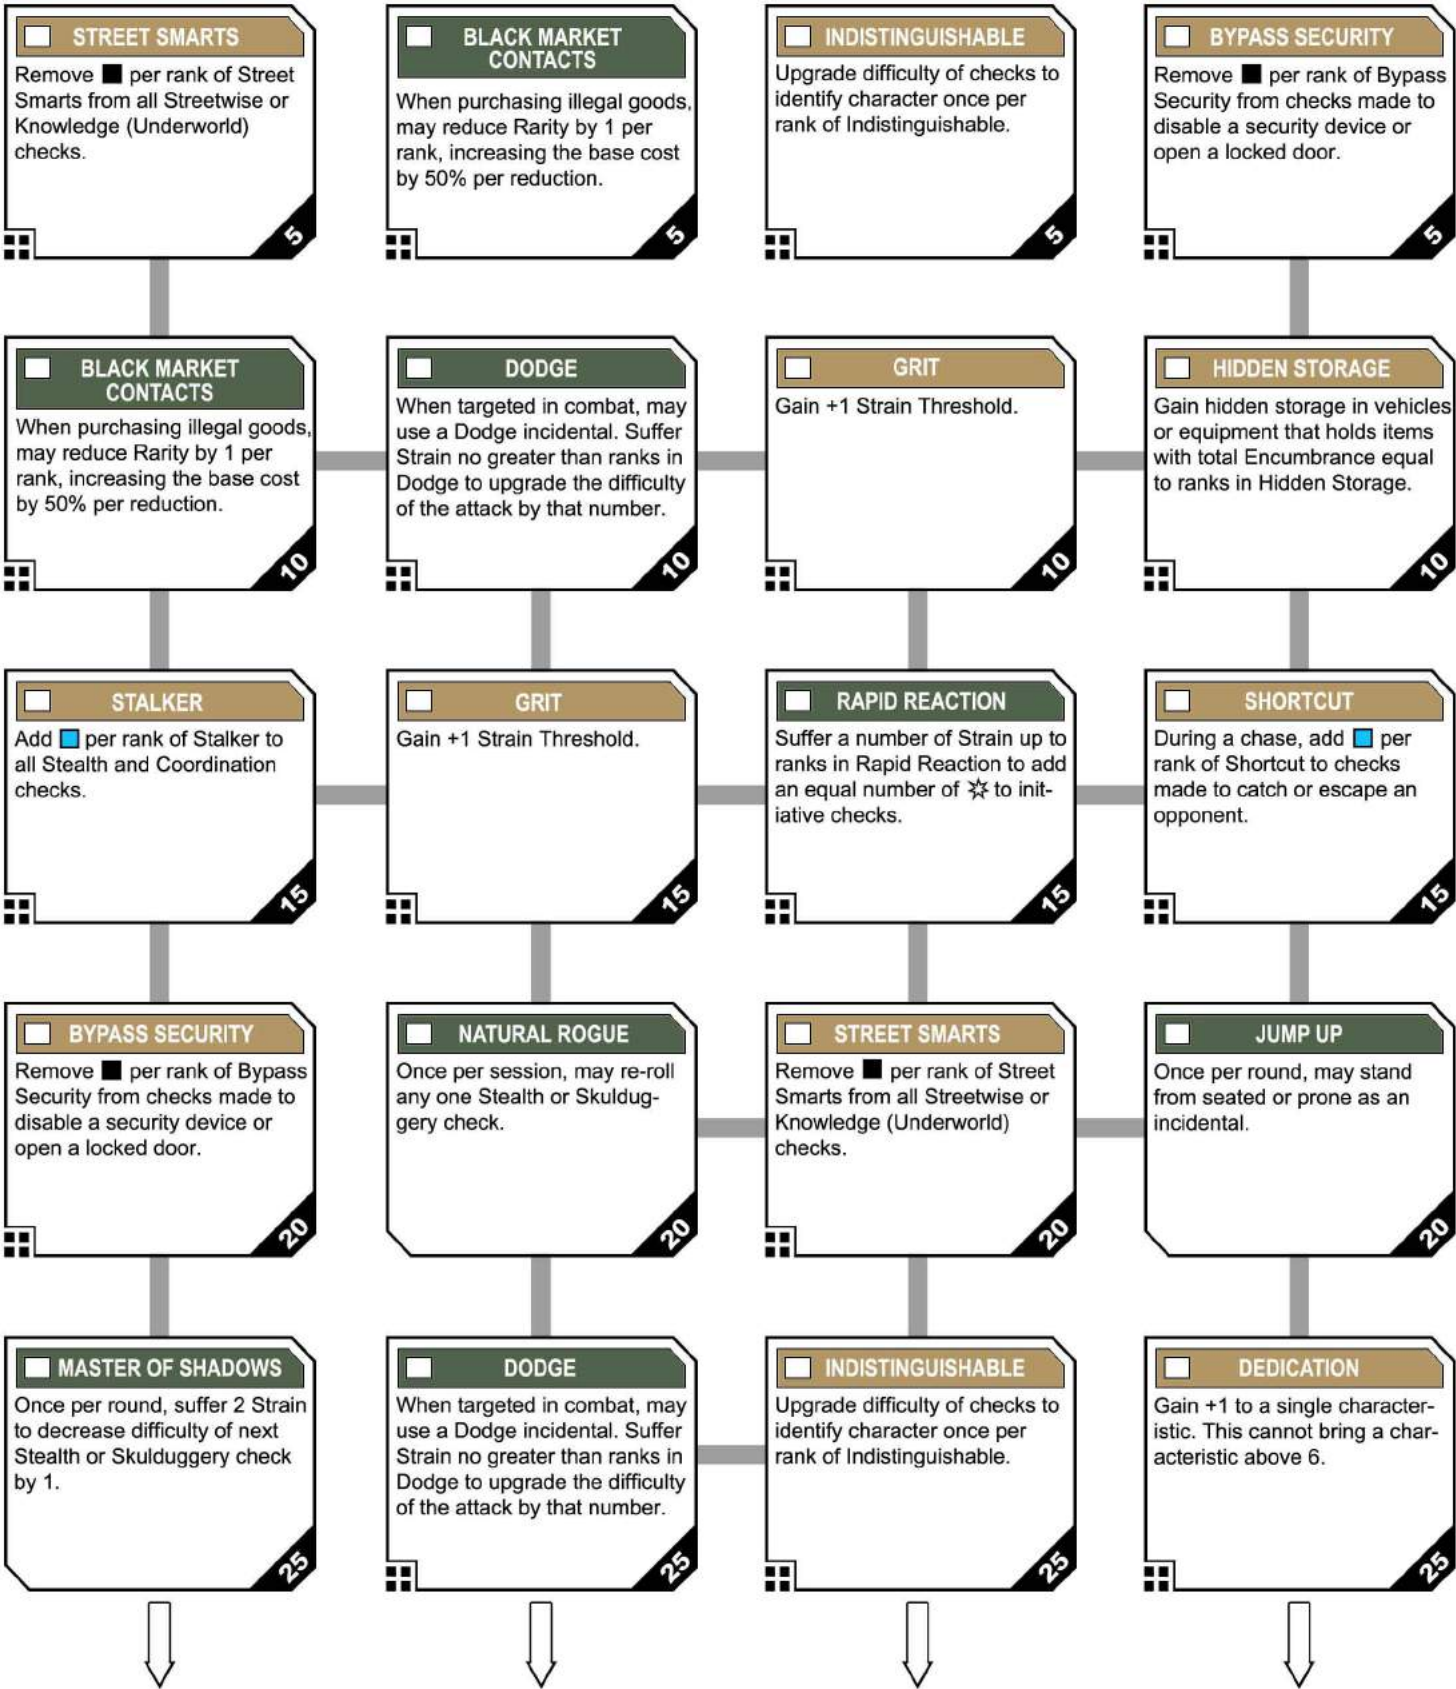 STREET SMARTS
Remove ■ per rank of Street
Smarts from all Streetwise or
Knowledge (Underworld)
checks.
5
BLACK MARKET
CONTACTS
When purchasing illegal goods,
may reduce Rarity by 1 per
rank, increasing the base cost
by 50% per reduction.
5
INDISTINGUISHABLE
Upgrade difficulty of checks to
identify character once per
rank of Indistinguishable.
5
BYPASS SECURITY
Remove ■ per rank of Bypass
Security from checks made to
disable a security device or
open a locked door.
5
BLACK MARKET
CONTACTS
When purchasing illegal goods,
may reduce Rarity by 1 per
rank, increasing the base cost
by 50% per reduction.
10
DODGE
When targeted in combat, may
use a Dodge incidental. Suffer
Strain no greater than ranks in
Dodge to upgrade the difficulty
of the attack by that number.
10
GRIT
Gain +1 Strain Threshold.
10
HIDDEN STORAGE
Gain hidden storage in vehicles
or equipment that holds items
with total Encumbrance equal
to ranks in Hidden Storage.
10
STALKER
Add per rank of Stalker to
all Stealth and Coordination
checks.
15
GRIT
Gain +1 Strain Threshold.
15
RAPID REACTION
Suffer a number of Strain up to
ranks in Rapid Reaction to add
an equal number of to init-
iative checks.
15
SHORTCUT
During a chase, add per
rank of Shortcut to checks
made to catch or escape an
opponent.
15
BYPASS SECURITY
Remove ■ per rank of Bypass
Security from checks made to
disable a security device or
open a locked door.
20
NATURAL ROGUE
Once per session, may re-roll
any one Stealth or Skuldug-
gery check.
20
STREET SMARTS
Remove ■ per rank of Street
Smarts from all Streetwise or
Knowledge (Underworld)
checks.
20
JUMP UP
Once per round, may stand
from seated or prone as an
incidental.
20
MASTER OF SHADOWS
Once per round, suffer 2 Strain
to decrease difficulty of next
Stealth or Skulduggery check
by 1.
25
DODGE
When targeted in combat, may
use a Dodge incidental. Suffer
Strain no greater than ranks in
Dodge to upgrade the difficulty
of the attack by that number.
25
INDISTINGUISHABLE
Upgrade difficulty of checks to
identify character once per
rank of Indistinguishable.
25
DEDICATION
Gain +1 to a single character-
istic. This cannot bring a char-
acteristic above 6.
25